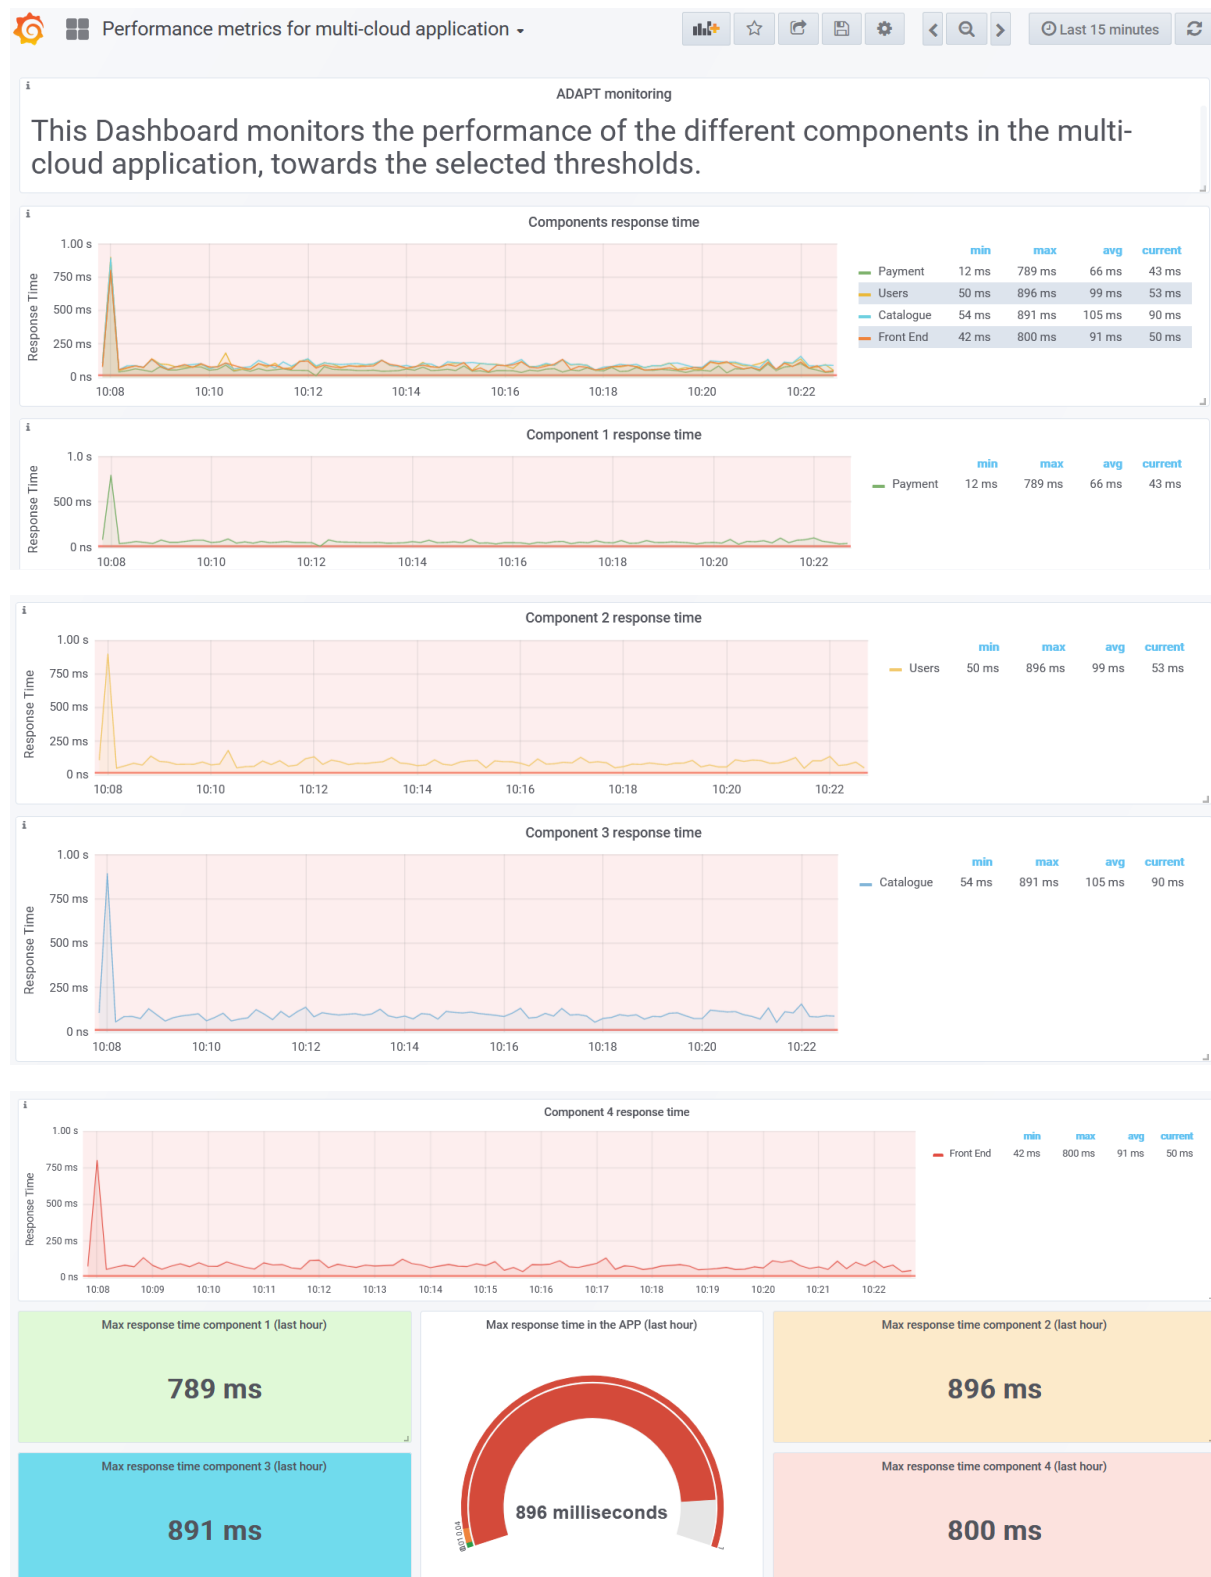 Performance metrics for multi-cloud application
Last 15 minutes
ADAPT monitoring
This Dashboard monitors the performance of the different components in the multi-
cloud application, towards the selected thresholds.
Components response time
Response Time
1.00 s
750 ms
500 ms
250 ms
0 ns
10:08 10:10 10:12 10:14 10:16 10:18 10:20 10:22
min max avg current
Payment 12 ms 789 ms 66 ms 43 ms
Users 50 ms 896 ms 99 ms 53 ms
Catalogue 54 ms 891 ms 105 ms 90 ms
Front End 42 ms 800 ms 91 ms 50 ms
Component 1 response time
Response Time
1.0 s
500 ms
0 ns
10:08 10:10 10:12 10:14 10:16 10:18 10:20 10:22
min max avg current
Payment 12 ms 789 ms 66 ms 43 ms
Component 2 response time
Response Time
1.00 s
750 ms
500 ms
250 ms
0 ns
10:08 10:10 10:12 10:14 10:16 10:18 10:20 10:22
min max avg current
Users 50 ms 896 ms 99 ms 53 ms
Component 3 response time
Response Time
1.00 s
750 ms
500 ms
250 ms
0 ns
10:08 10:10 10:12 10:14 10:16 10:18 10:20 10:22
min max avg current
Catalogue 54 ms 891 ms 105 ms 90 ms
Component 4 response time
Response Time
1.00 s
750 ms
500 ms
250 ms
0 ns
10:08 10:09 10:10 10:11 10:12 10:13 10:14 10:15 10:16 10:17 10:18 10:19 10:20 10:21 10:22
min max avg current
Front End 42 ms 800 ms 91 ms 50 ms
Max response time component 1 (last hour)
789 ms
Max response time in the APP (last hour)
896 milliseconds
0.04
1
Max response time component 2 (last hour)
896 ms
Max response time component 3 (last hour)
891 ms
Max response time component 4 (last hour)
800 ms